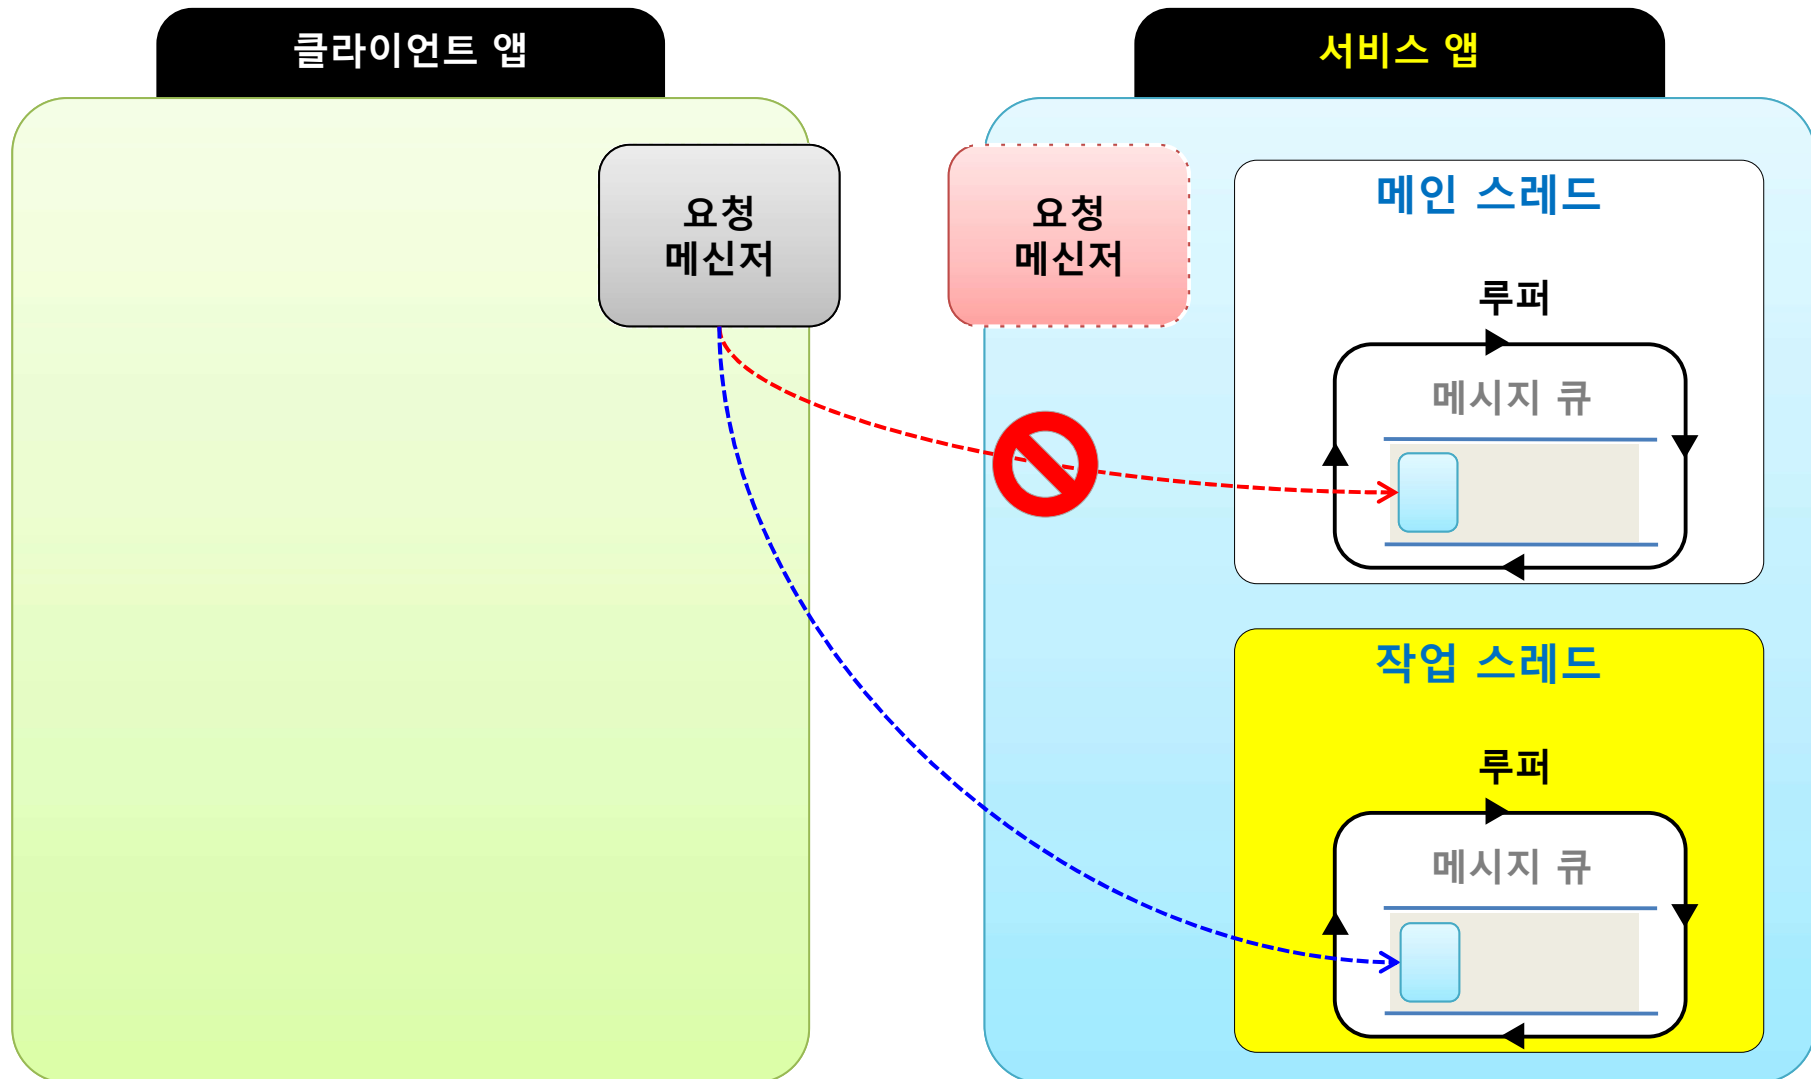 클라이언트 앱
서비스 앱
요청
메신저
요청
메신저
메인 스레드
루퍼
메시지 큐
작업 스레드
루퍼
메시지 큐